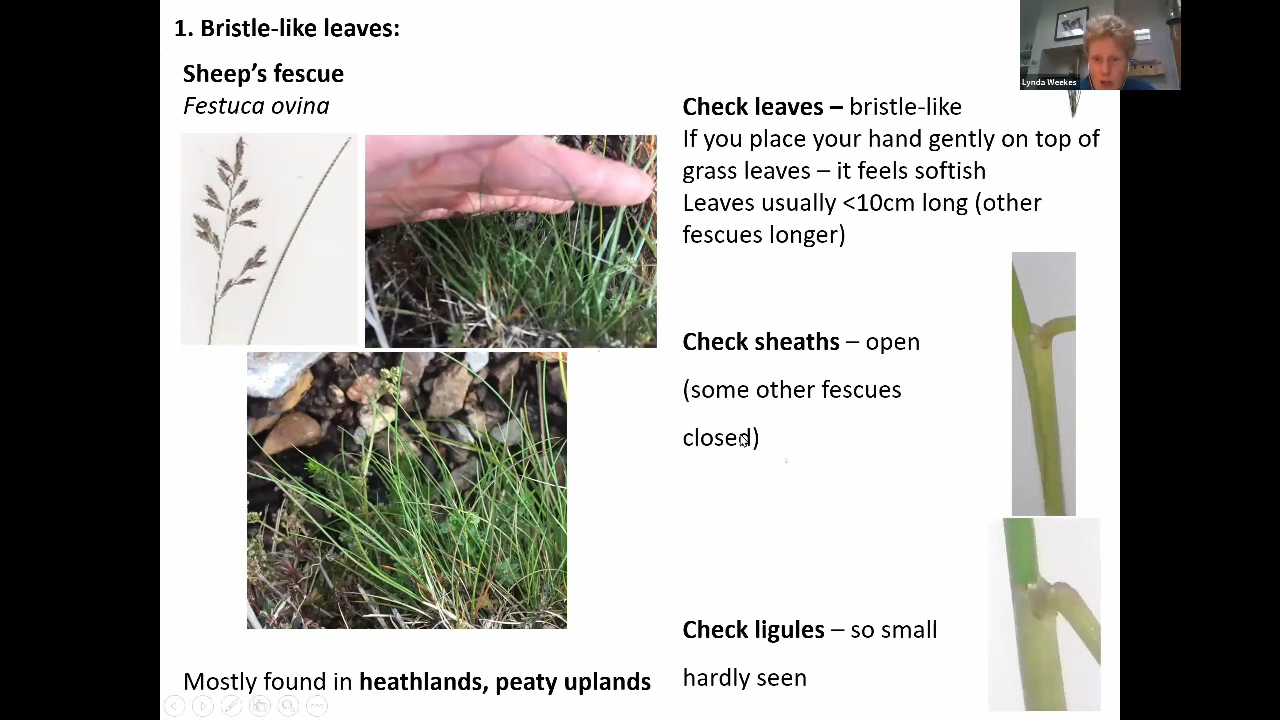 1. Bristle-like leaves:
Sheep’s fescue
Festuca ovina
Lynda Weekes
Check leaves – bristle-like
If you place your hand gently on top of
grass leaves – it feels softish
Leaves usually <10cm long (other
fescues longer)
Check sheaths – open
(some other fescues
closed)
Check ligules – so small
hardly seen
Mostly found in heathlands, peaty uplands